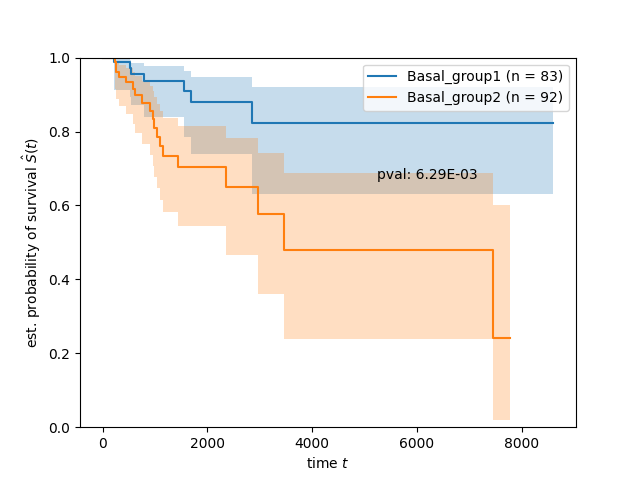 1.0
0.8
0.6
0.4
0.2
0.0
est. probability of survival Ŝ(t)
Basal_group1 (n = 83)
Basal_group2 (n = 92)
pval: 6.29E-03
0
2000
4000
6000
8000
time t